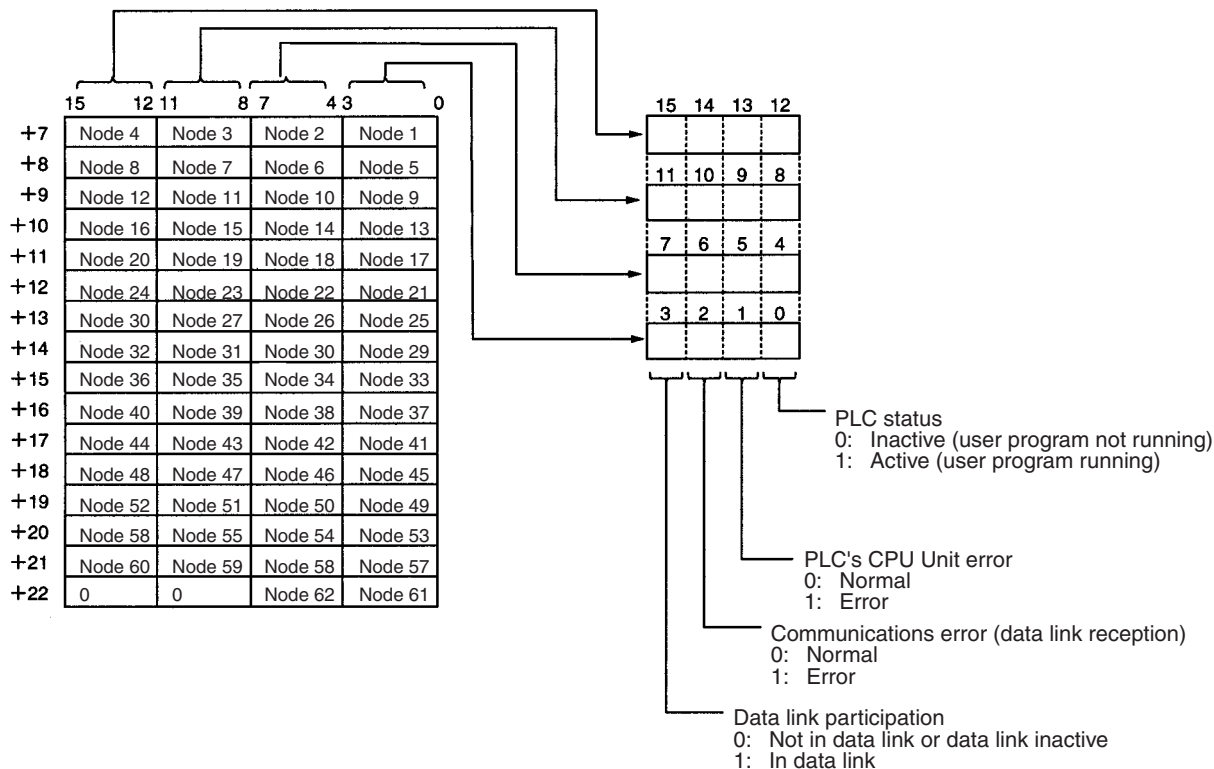 15 12 11 8 7 4 3 0
+7 Node 4 Node 3 Node 2 Node 1
+8 Node 8 Node 7 Node 6 Node 5
+9 Node 12 Node 11 Node 10 Node 9
+10 Node 16 Node 15 Node 14 Node 13
+11 Node 20 Node 19 Node 18 Node 17
+12 Node 24 Node 23 Node 22 Node 21
+13 Node 30 Node 27 Node 26 Node 25
+14 Node 32 Node 31 Node 30 Node 29
+15 Node 36 Node 35 Node 34 Node 33
+16 Node 40 Node 39 Node 38 Node 37
+17 Node 44 Node 43 Node 42 Node 41
+18 Node 48 Node 47 Node 46 Node 45
+19 Node 52 Node 51 Node 50 Node 49
+20 Node 58 Node 55 Node 54 Node 53
+21 Node 60 Node 59 Node 58 Node 57
+22 0 0 Node 62 Node 61
15 14 13 12
11 10 9 8
7 6 5 4
3 2 1 0
PLC status
0: Inactive (user program not running)
1: Active (user program running)
PLC's CPU Unit error
0: Normal
1: Error
Communications error (data link reception)
0: Normal
1: Error
Data link participation
0: Not in data link or data link inactive
1: In data link